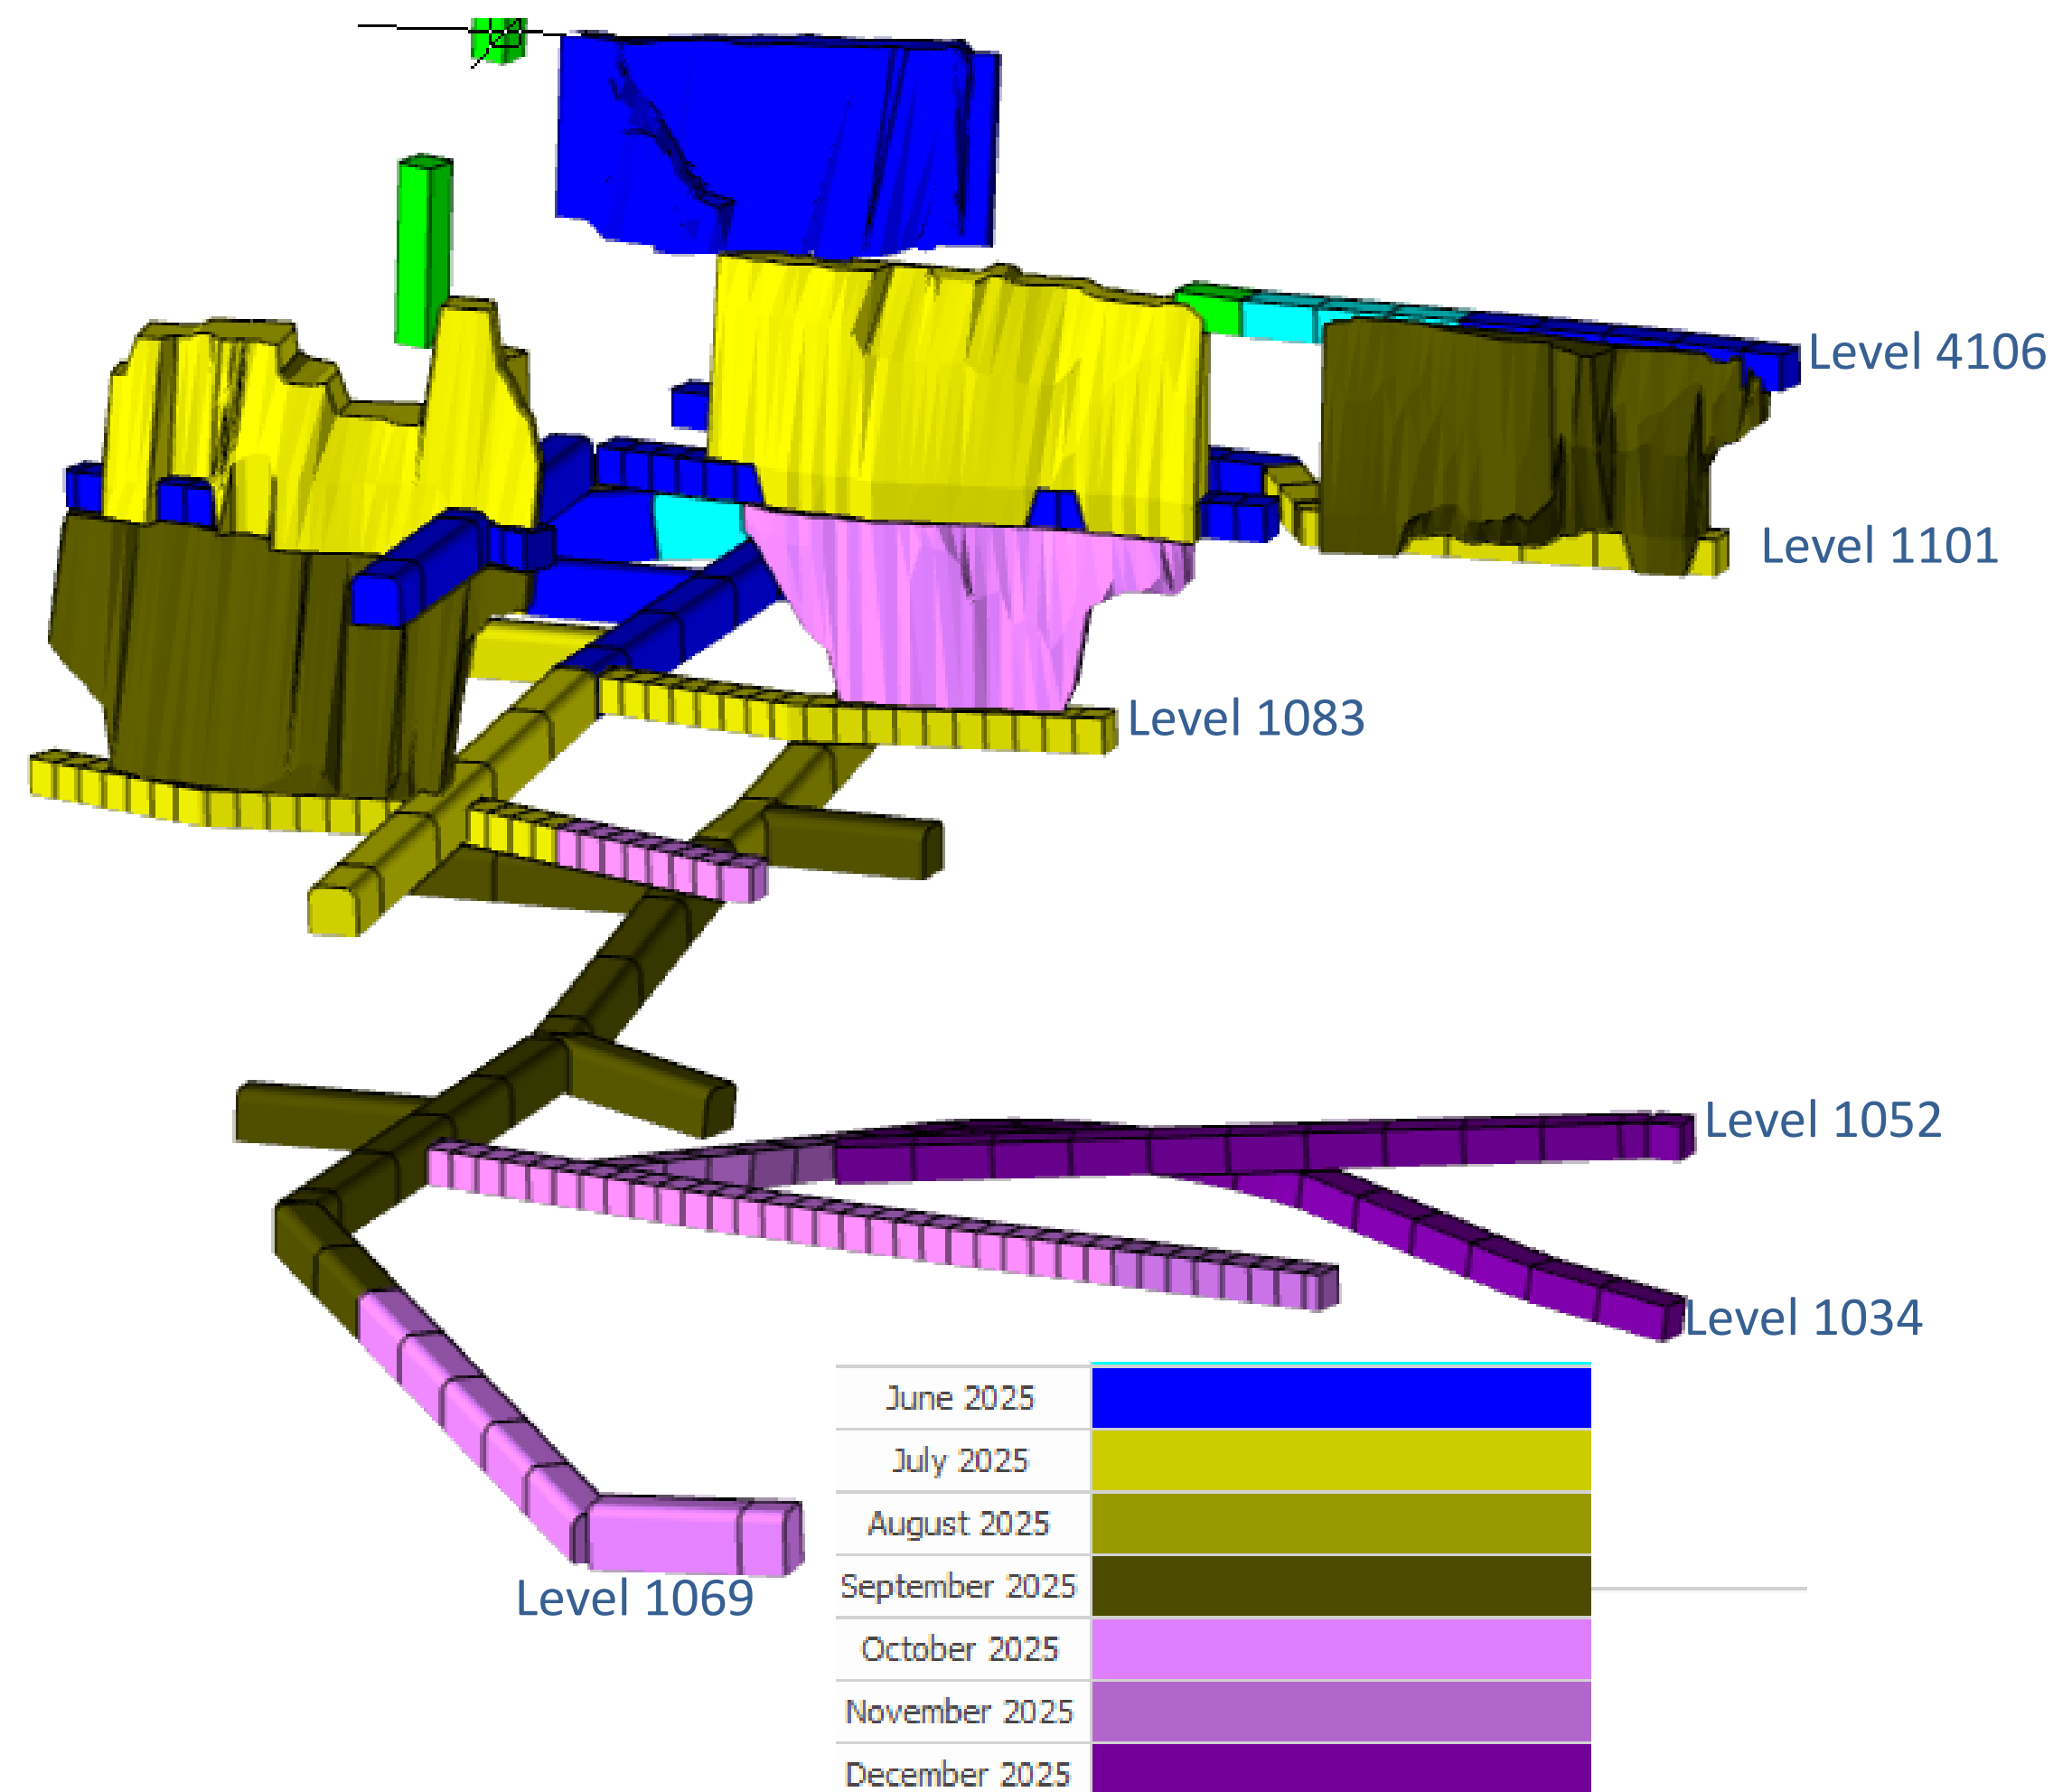 Level 4106
Level 1101
Level 1083
Level 1052
Level 1034
Level 1069
June 2025
July 2025
August 2025
September 2025
October 2025
November 2025
December 2025